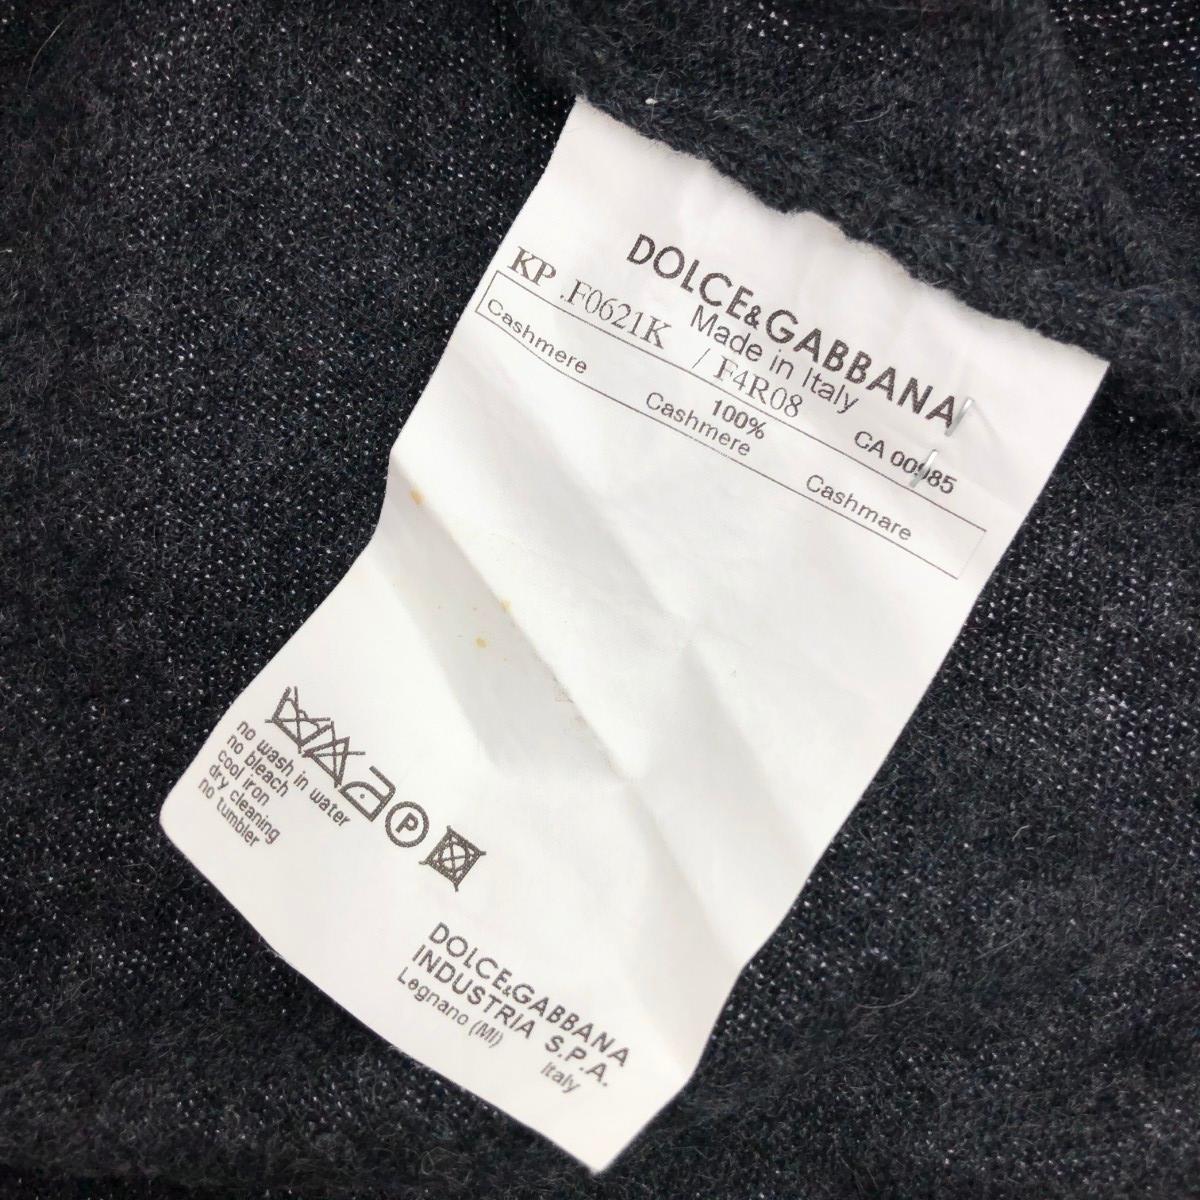 DOLCE&GABBANA
Made in Italy
KP .F0621K / F4R08 CA 00985
100%
Cashmere Cashmere Cashmare
P
no wash in water
no bleach
cool iron
dry cleaning
no tumbler
DOLCE&GABBANA
INDUSTRIA S.P.A.
Legnano (MI) Italy